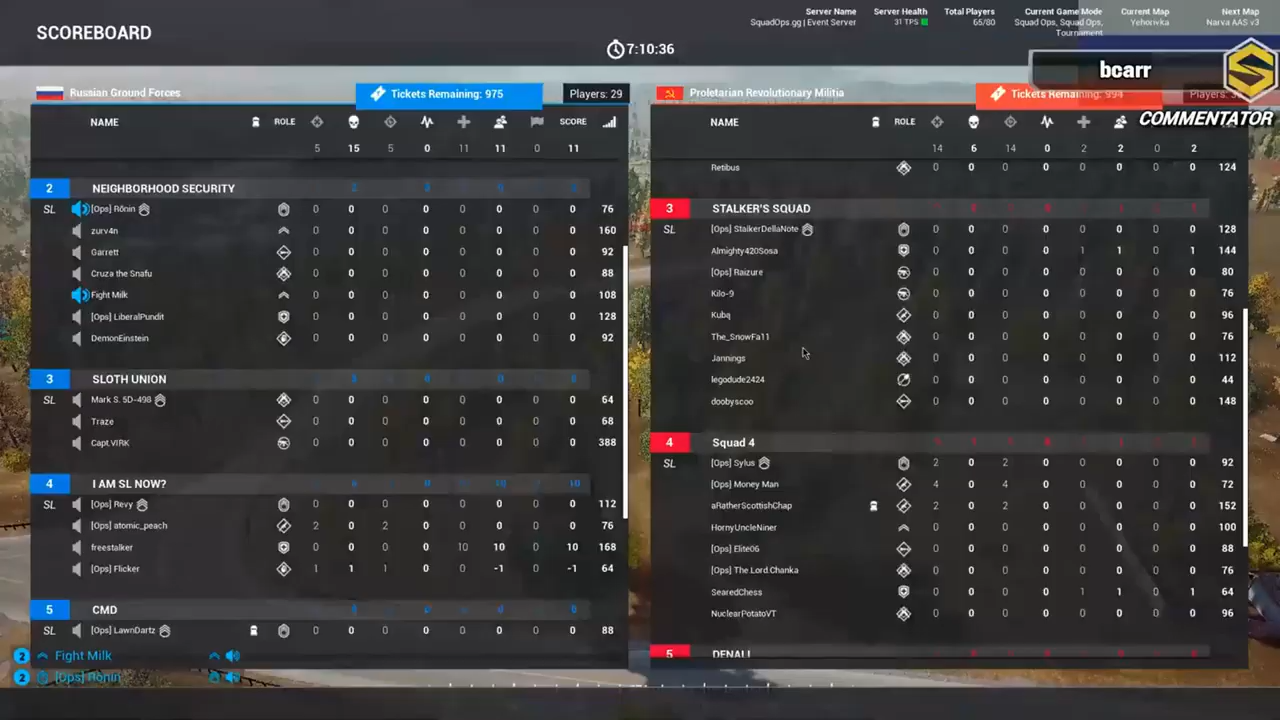 SCOREBOARD
Server Name
SquadOps.gg | Event Server
Server Health
31 TPS
Total Players
65/80
Current Game Mode
Squad Ops, Squad Ops,
Tournament
Current Map
Yehorivka
Next Map
Narva AAS v3
7:10:36
bcarr
COMMENTATOR
Russian Ground Forces
Tickets Remaining: 975
Players: 29
NAME ROLE SCORE
5 15 5 0 11 11 0 11
2 NEIGHBORHOOD SECURITY
SL [Ops] Rōnin 0 0 0 0 0 0 0 0 76
zurv4n 0 0 0 0 0 0 0 0 160
Garrett 0 0 0 0 0 0 0 0 92
Cruza the Snafu 0 0 0 0 0 0 0 0 88
Fight Milk 0 0 0 0 0 0 0 0 108
[Ops] LiberalPundit 0 0 0 0 0 0 0 0 128
DemonEinstein 0 0 0 0 0 0 0 0 92
3 SLOTH UNION
SL Mark S. 5D-498 0 0 0 0 0 0 0 0 64
Traze 0 0 0 0 0 0 0 0 68
Capt.VIRK 0 0 0 0 0 0 0 0 388
4 I AM SL NOW?
SL [Ops] Revy 0 0 0 0 0 0 0 0 112
[Ops] atomic_peach 2 0 2 0 0 0 0 0 76
freestalker 0 0 0 0 10 10 0 10 168
[Ops] Flicker 1 1 1 0 0 -1 0 -1 64
5 CMD
SL [Ops] LawnDartz 0 0 0 0 0 0 0 0 88
2 Fight Milk
2 [Ops] Rōnin
Proletarian Revolutionary Militia
Tickets Remaining: 994
NAME ROLE SCORE
14 6 14 0 2 2 0 2
Retibus 0 0 0 0 0 0 0 0 124
3 STALKER'S SQUAD
SL [Ops] StalkerDellaNote 0 0 0 0 0 0 0 0 128
Almighty420Sosa 0 0 0 0 1 1 0 1 144
[Ops] Raizure 0 0 0 0 0 0 0 0 80
Kilo-9 0 0 0 0 0 0 0 0 76
Kubq 0 0 0 0 0 0 0 0 96
The_SnowFa11 0 0 0 0 0 0 0 0 76
Jannings 0 0 0 0 0 0 0 0 112
legodude2424 0 0 0 0 0 0 0 0 44
doobyscoo 0 0 0 0 0 0 0 0 148
4 Squad 4
SL [Ops] Sylus 2 0 2 0 0 0 0 0 92
[Ops] Money Man 4 0 4 0 0 0 0 0 72
aRatherScottishChap 2 0 2 0 0 0 0 0 152
HornyUncleNiner 0 0 0 0 0 0 0 0 100
[Ops] Elite06 0 0 0 0 0 0 0 0 88
[Ops] The.Lord.Chanka 0 0 0 0 0 0 0 0 76
SearedChess 0 0 0 0 1 1 0 1 64
NuclearPotatoVT 0 0 0 0 0 0 0 0 96
5 DENALI